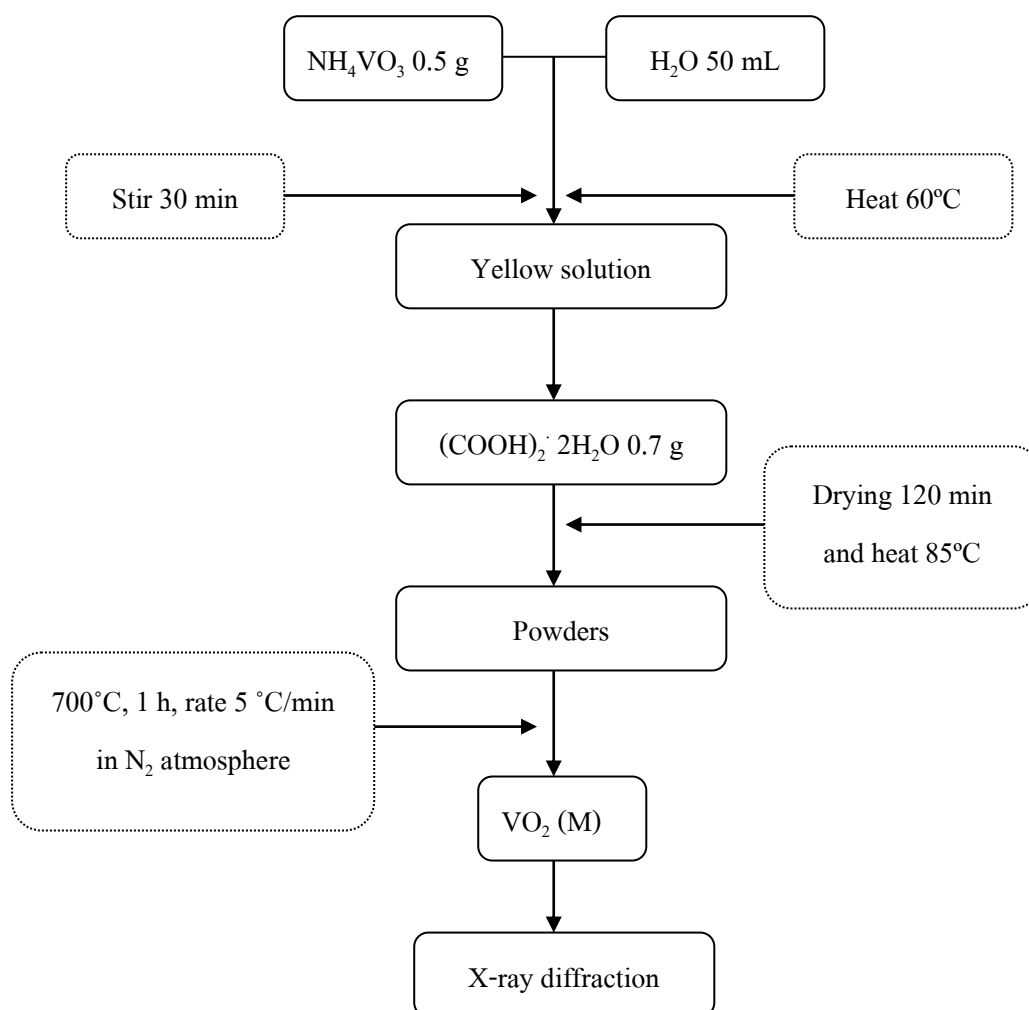 NH₄VO₃ 0.5 g
H₂O 50 mL
Stir 30 min
Heat 60ºC
Yellow solution
(COOH)₂· 2H₂O 0.7 g
Drying 120 min
and heat 85ºC
Powders
700˚C, 1 h, rate 5 ˚C/min
in N₂ atmosphere
VO₂ (M)
X-ray diffraction